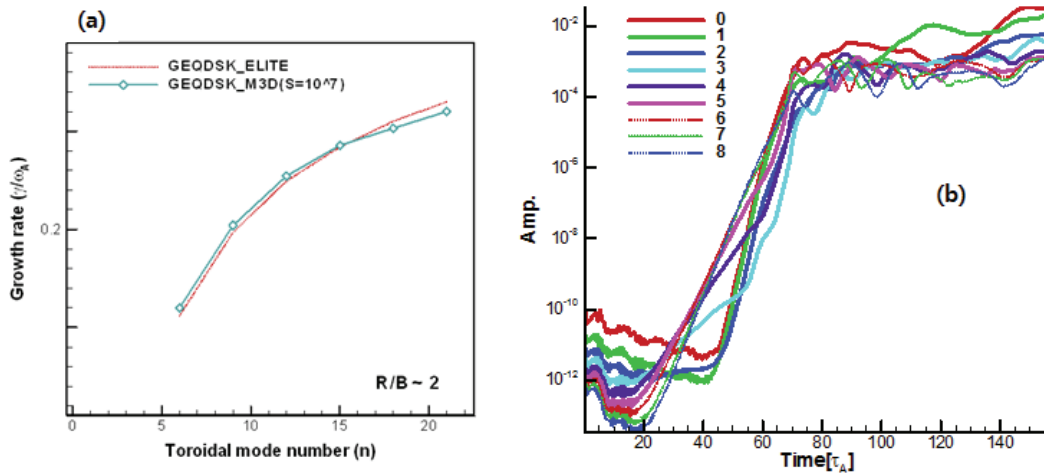 (a)
GEQDSK_ELITE
GEQDSK_M3D(S=10^7)
Growth rate (γ/ω_A)
0.2
R/B ~ 2
0 5 10 15 20
Toroidal mode number (n)
0
1
2
3
4
5
6
7
8
(b)
Amp.
10^-2
10^-4
10^-6
10^-8
10^-10
10^-12
20 40 60 80 100 120 140
Time[τ_A]